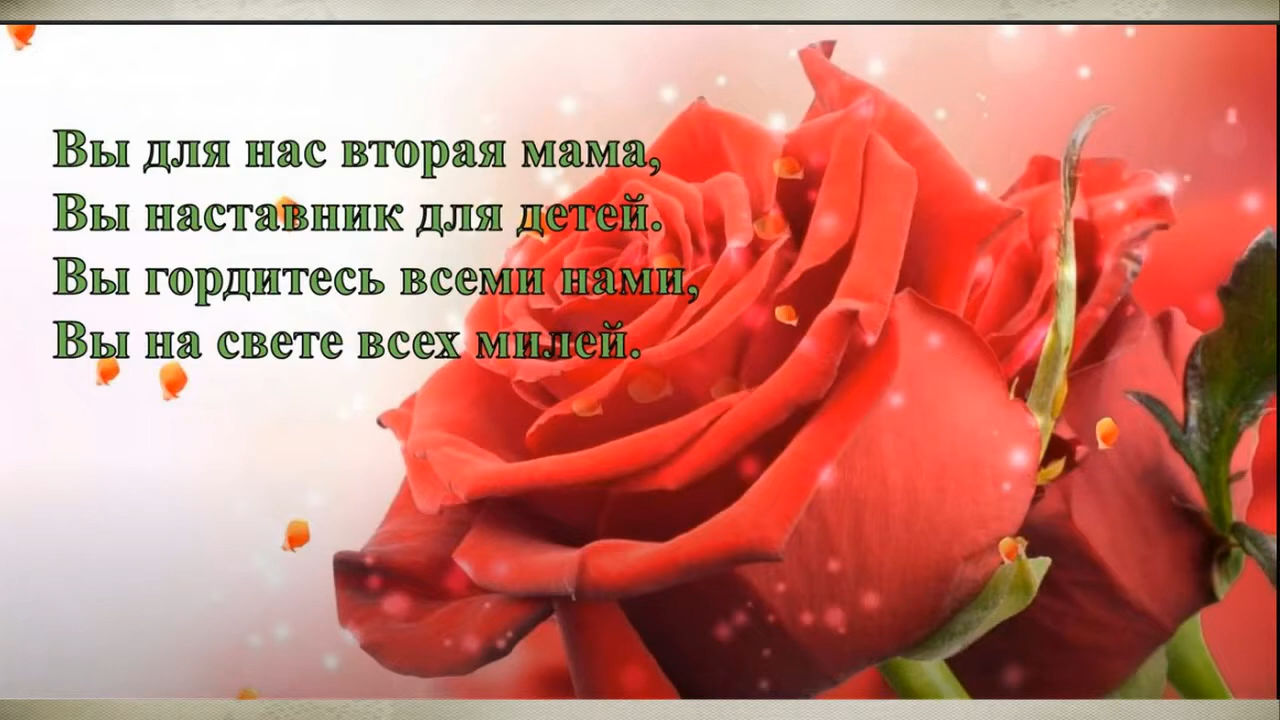 Вы для нас вторая мама,
Вы наставник для детей.
Вы гордитесь всеми нами,
Вы на свете всех милей.